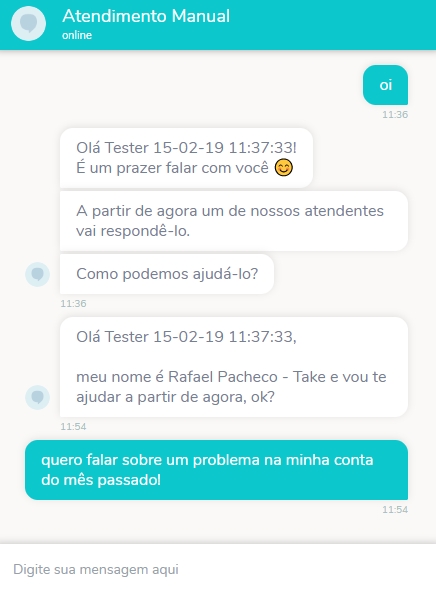 Atendimento Manual
online
oi
11:36
Olá Tester 15-02-19 11:37:33!
É um prazer falar com você 😊
A partir de agora um de nossos atendentes
vai respondê-lo.
Como podemos ajudá-lo?
11:36
Olá Tester 15-02-19 11:37:33,
meu nome é Rafael Pacheco - Take e vou te
ajudar a partir de agora, ok?
11:54
quero falar sobre um problema na minha conta
do mês passado!
11:54
Digite sua mensagem aqui